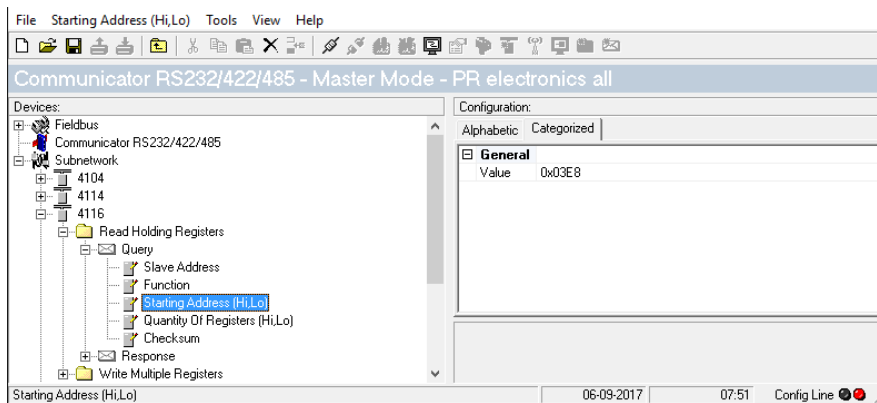 File Starting Address (Hi,Lo) Tools View Help
Communicator RS232/422/485 - Master Mode - PR electronics all
Devices:
Fieldbus
Communicator RS232/422/485
Subnetwork
4104
4114
4116
Read Holding Registers
Query
Slave Address
Function
Starting Address (Hi,Lo)
Quantity Of Registers (Hi,Lo)
Checksum
Response
Write Multiple Registers
Configuration:
Alphabetic Categorized
General
Value 0x03E8
Starting Address (Hi,Lo) 06-09-2017 07:51 Config Line